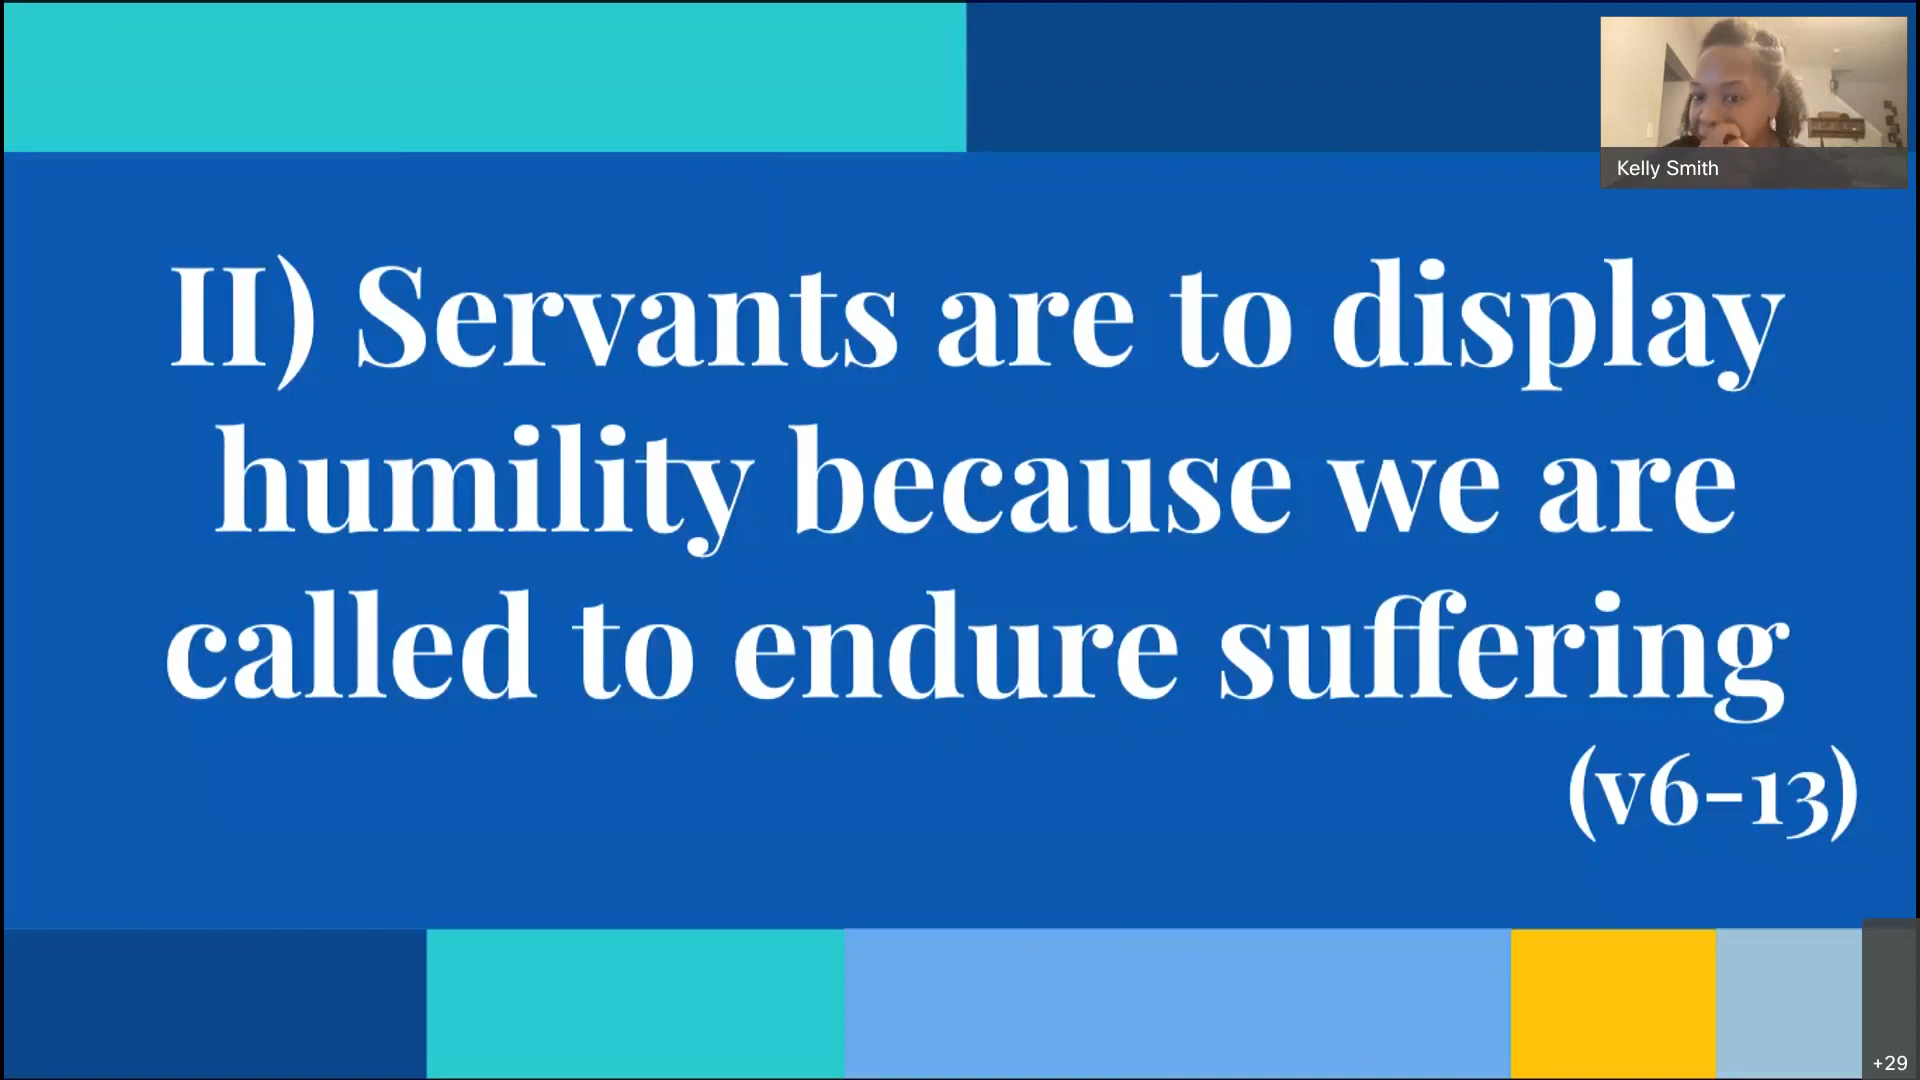 Kelly Smith
II) Servants are to display
humility because we are
called to endure suffering
(v6-13)
+29